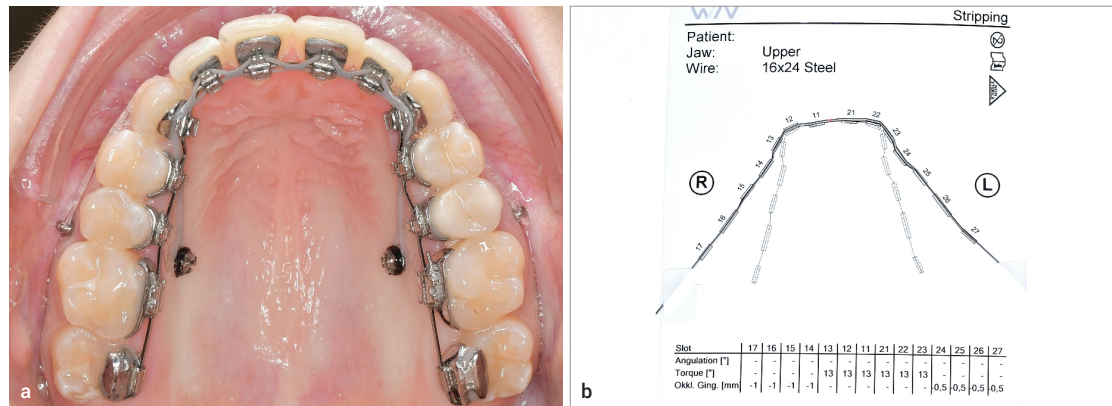 Stripping
Patient:
Jaw: Upper
Wire: 16x24 Steel
17 16 15 14 13 12 11 21 22 23 24 25 26 27
R L
Slot 17 16 15 14 13 12 11 21 22 23 24 25 26 27
Angulation [°] - - - - - - - - - - - - - -
Torque [°] - - - - 13 13 13 13 13 13 - - - -
Okkl. Ging. [mm -1 -1 -1 -1 - - - - - - -0,5 -0,5 -0,5 -0,5
a b